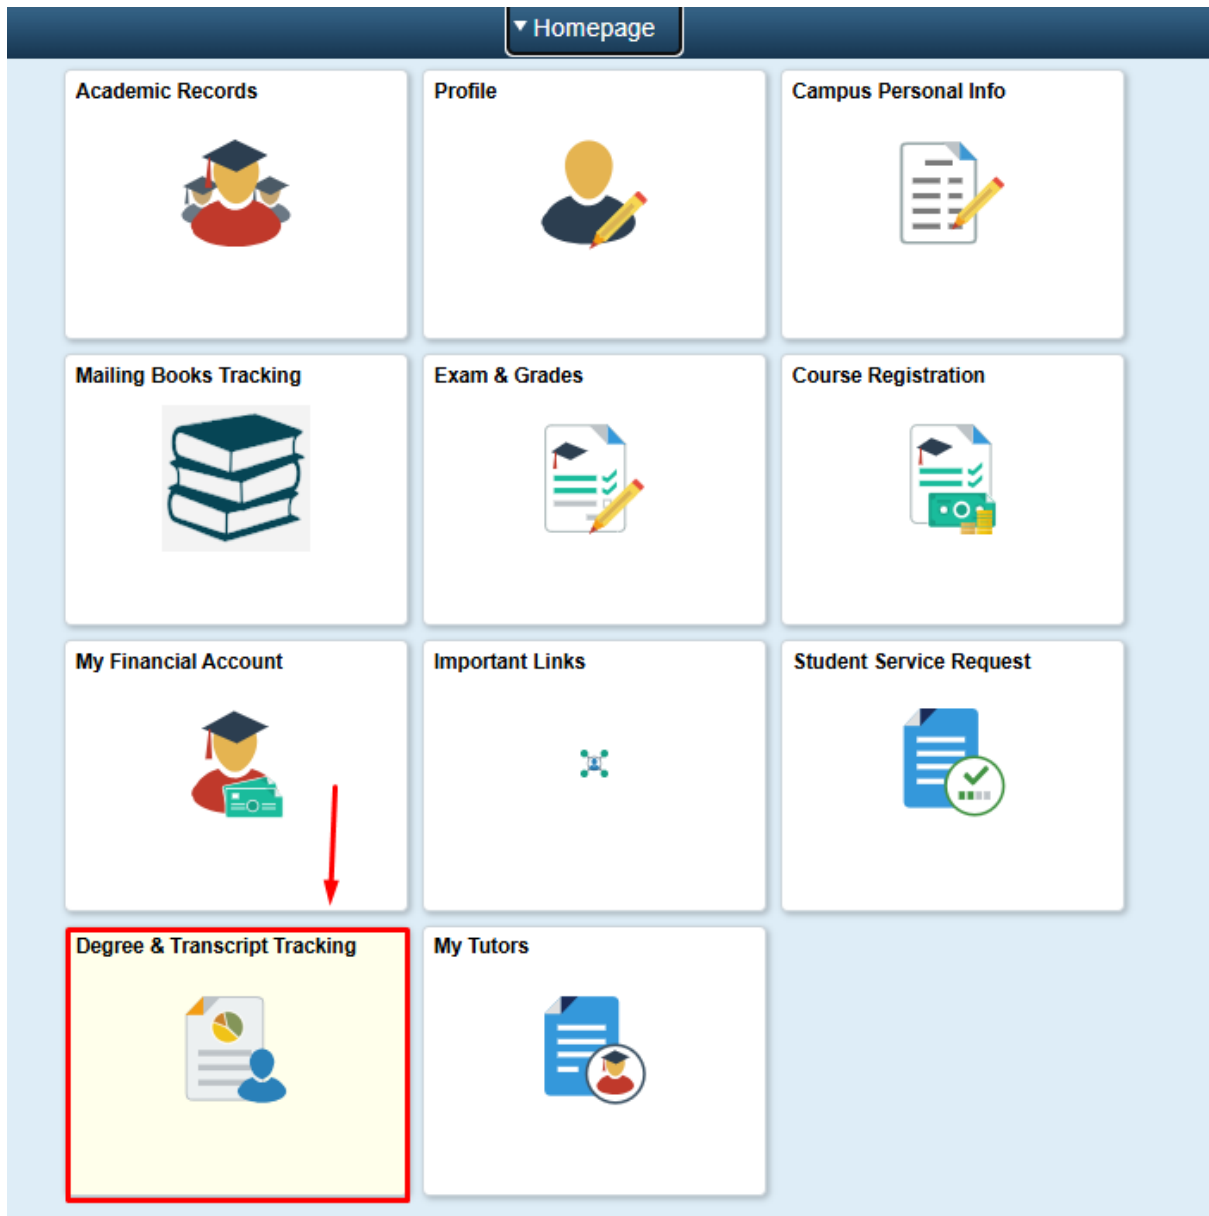 Homepage
Academic Records
Profile
Campus Personal Info
Mailing Books Tracking
Exam & Grades
Course Registration
My Financial Account
Important Links
Student Service Request
Degree & Transcript Tracking
My Tutors